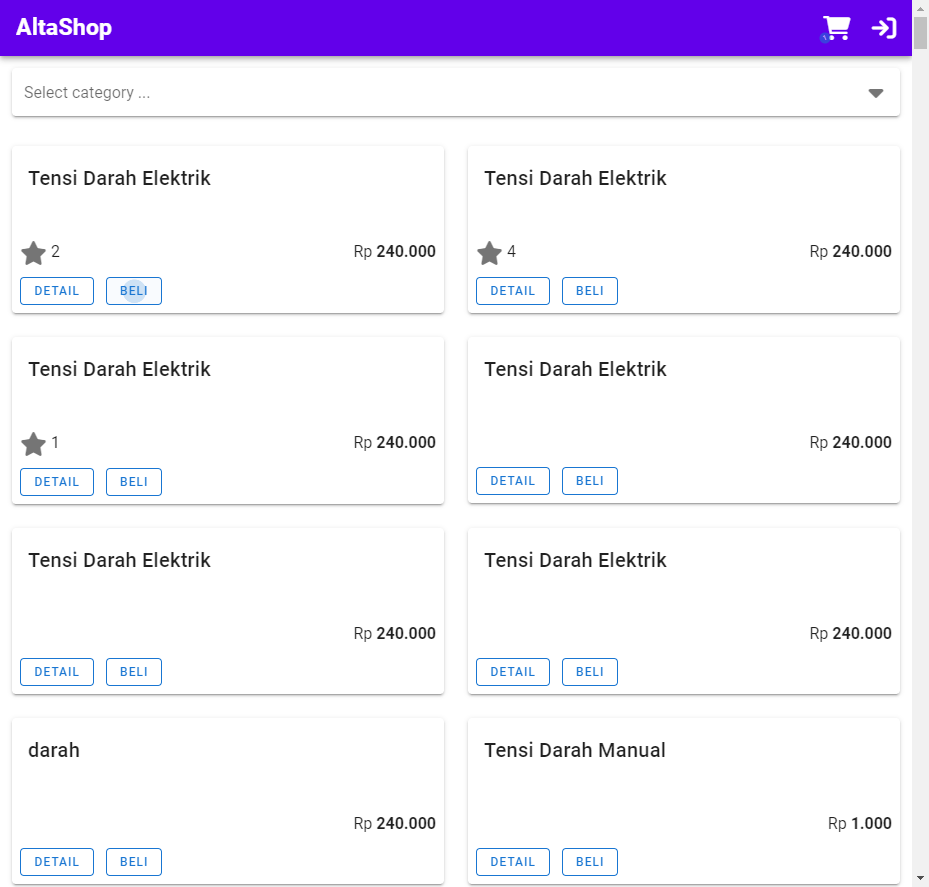 AltaShop
Select category ...
Tensi Darah Elektrik
2
Rp 240.000
DETAIL BELI
Tensi Darah Elektrik
4
Rp 240.000
DETAIL BELI
Tensi Darah Elektrik
1
Rp 240.000
DETAIL BELI
Tensi Darah Elektrik
Rp 240.000
DETAIL BELI
Tensi Darah Elektrik
Rp 240.000
DETAIL BELI
Tensi Darah Elektrik
Rp 240.000
DETAIL BELI
darah
Rp 240.000
DETAIL BELI
Tensi Darah Manual
Rp 1.000
DETAIL BELI